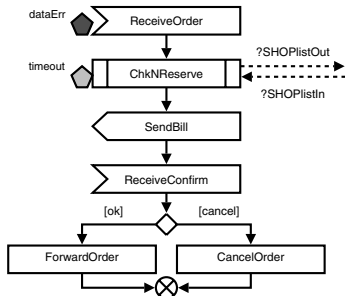 dataErr
ReceiveOrder
timeout
ChkNReserve
?SHOPlistOut
?SHOPlistIn
SendBill
ReceiveConfirm
[ok] [cancel]
ForwardOrder CancelOrder